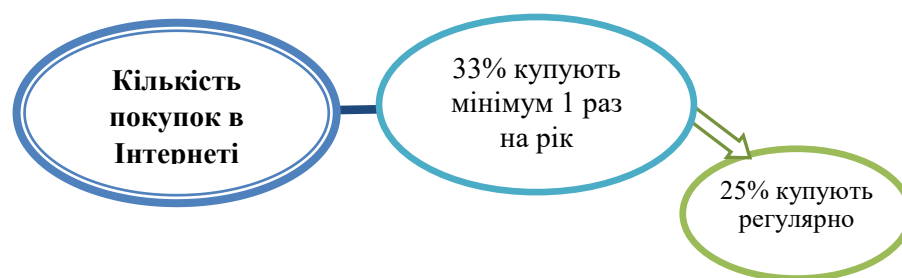 Кількість
покупок в
Інтернеті
33% купують
мінімум 1 раз
на рік
25% купують
регулярно